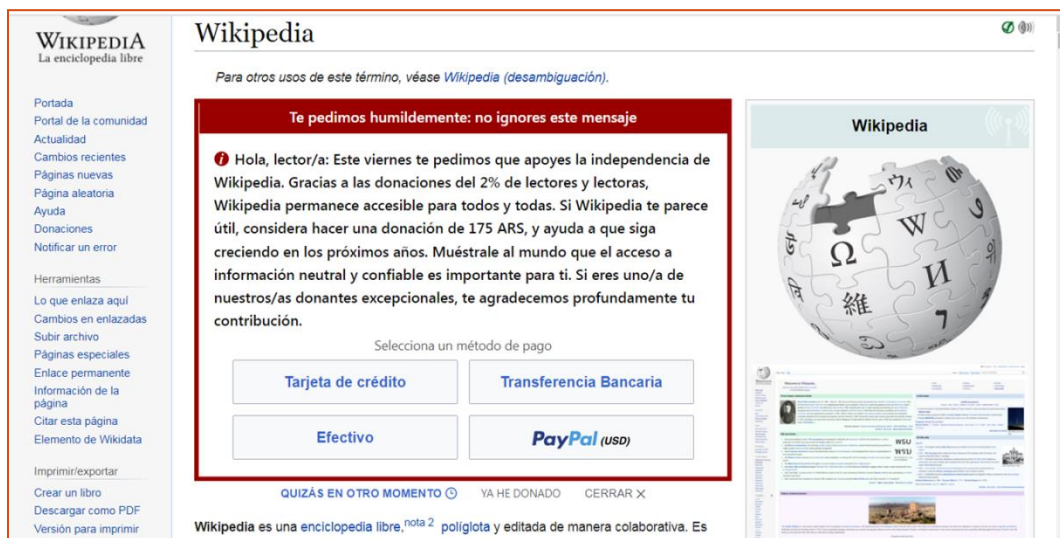 WIKIPEDIA
La enciclopedia libre
Portada
Portal de la comunidad
Actualidad
Cambios recientes
Páginas nuevas
Página aleatoria
Ayuda
Donaciones
Notificar un error
Herramientas
Lo que enlaza aquí
Cambios en enlazadas
Subir archivo
Páginas especiales
Enlace permanente
Información de la
página
Citar esta página
Elemento de Wikidata
Imprimir/exportar
Crear un libro
Descargar como PDF
Versión para imprimir
Wikipedia
Para otros usos de este término, véase Wikipedia (desambiguación).
Te pedimos humildemente: no ignores este mensaje
Hola, lector/a: Este viernes te pedimos que apoyes la independencia de
Wikipedia. Gracias a las donaciones del 2% de lectores y lectoras,
Wikipedia permanece accesible para todos y todas. Si Wikipedia te parece
útil, considera hacer una donación de 175 ARS, y ayuda a que siga
creciendo en los próximos años. Muéstrale al mundo que el acceso a
información neutral y confiable es importante para ti. Si eres uno/a de
nuestros/as donantes excepcionales, te agradecemos profundamente tu
contribución.
Selecciona un método de pago
Tarjeta de crédito
Transferencia Bancaria
Efectivo
PayPal (USD)
QUIZÁS EN OTRO MOMENTO
YA HE DONADO
CERRAR X
Wikipedia es una enciclopedia libre,nota 2 políglota y editada de manera colaborativa. Es
Wikipedia
ウィ
W
Ω
И
維
WSU